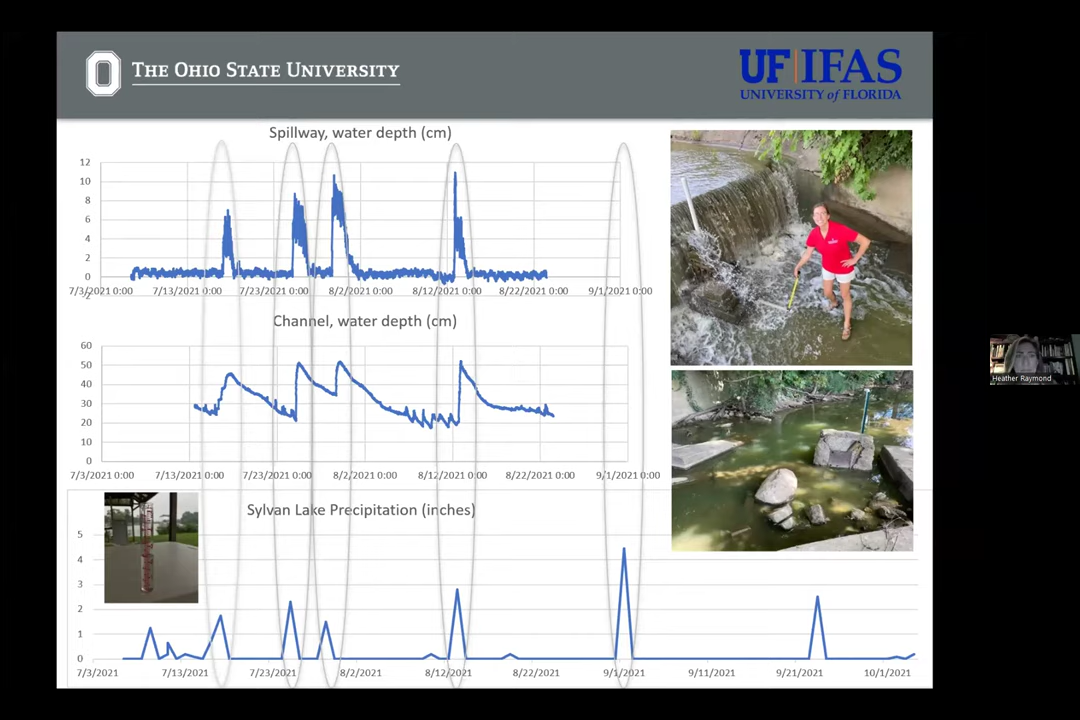 THE OHIO STATE UNIVERSITY
UF|IFAS
UNIVERSITY of FLORIDA
Spillway, water depth (cm)
12
10
8
6
4
2
0
7/3/2021 0:00 7/13/2021 0:00 7/23/2021 0:00 8/2/2021 0:00 8/12/2021 0:00 8/22/2021 0:00 9/1/2021 0:00
2
Channel, water depth (cm)
60
50
40
30
20
10
0
7/3/2021 0:00 7/13/2021 0:00 7/23/2021 0:00 8/2/2021 0:00 8/12/2021 0:00 8/22/2021 0:00 9/1/2021 0:00
Sylvan Lake Precipitation (inches)
5
4
3
2
1
0
7/3/2021 7/13/2021 7/23/2021 8/2/2021 8/12/2021 8/22/2021 9/1/2021 9/11/2021 9/21/2021 10/1/2021
Heather Raymond